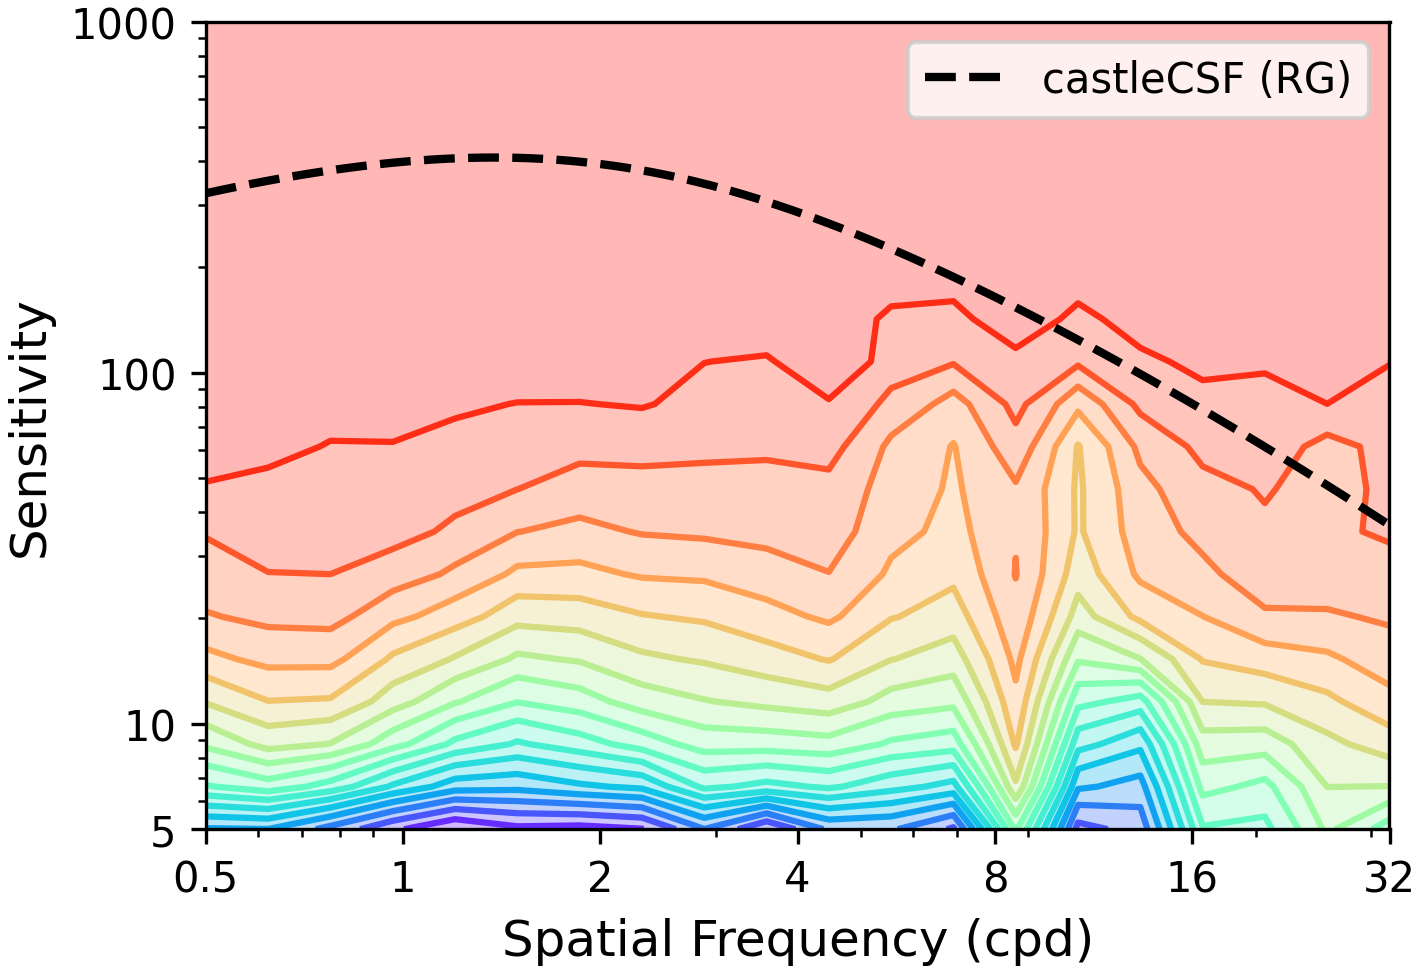 1000
castleCSF (RG)
Sensitivity
100
10
5
0.5 1 2 4 8 16 32
Spatial Frequency (cpd)